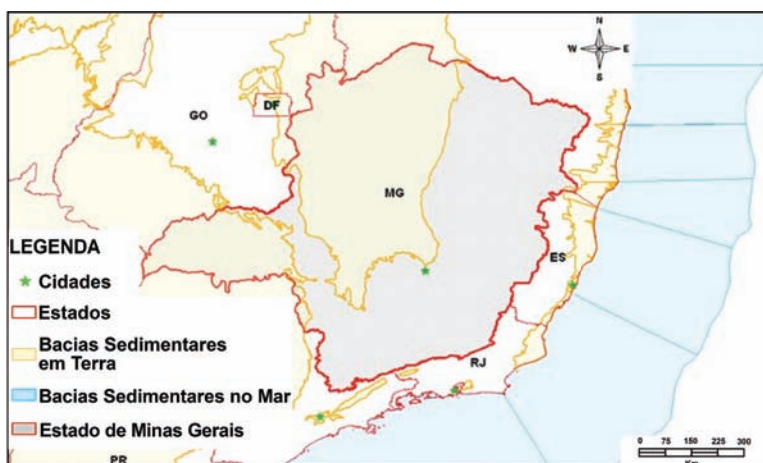 N
W E
S
DF
GO
MG
ES
RJ
PR
LEGENDA
Cidades
Estados
Bacias Sedimentares
em Terra
Bacias Sedimentares no Mar
Estado de Minas Gerais
0 75 150 225 300
Km